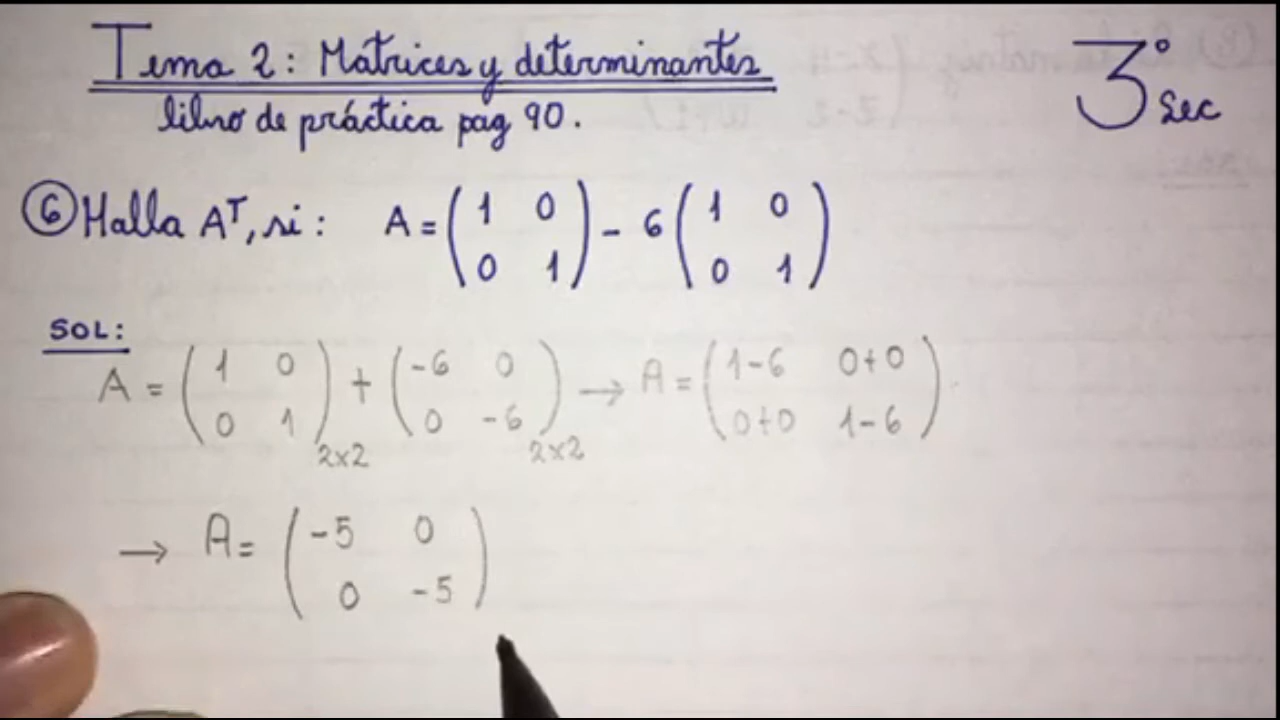 Tema 2: Matrices y determinantes
libro de práctica pag 90.
3° Sec
6 Halla Aᵀ, si: A = (1 0 / 0 1) - 6 (1 0 / 0 1)
SOL:
A = (1 0 / 0 1)2x2 + (-6 0 / 0 -6)2x2 → A = (1-6 0+0 / 0+0 1-6)
→ A = (-5 0 / 0 -5)